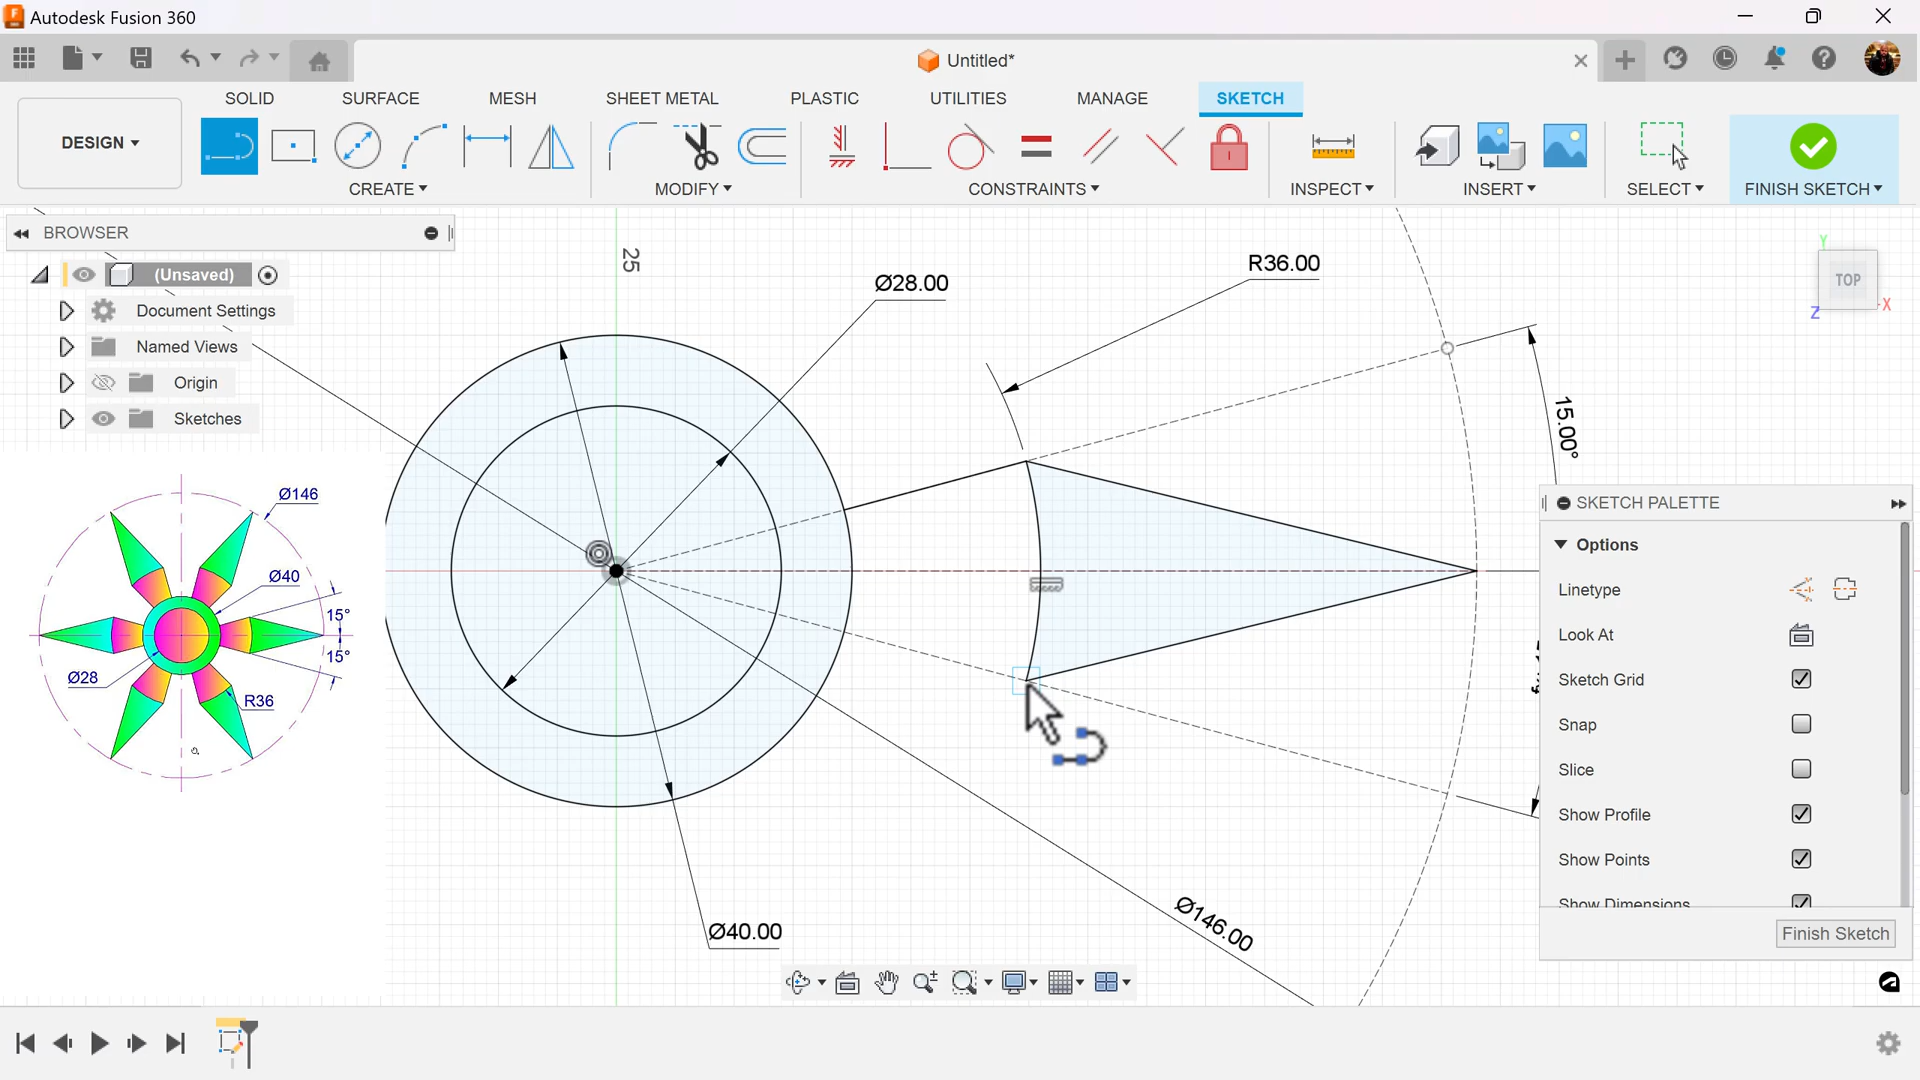 Autodesk Fusion 360
Untitled*
SOLID
SURFACE
MESH
SHEET METAL
PLASTIC
UTILITIES
MANAGE
SKETCH
DESIGN
CREATE
MODIFY
CONSTRAINTS
INSPECT
INSERT
SELECT
FINISH SKETCH
BROWSER
(Unsaved)
Document Settings
Named Views
Origin
Sketches
25
Ø28.00
R36.00
15.00°
Ø40.00
Ø146.00
Y
TOP
X
Z
Ø146
Ø40
15°
15°
Ø28
R36
SKETCH PALETTE
Options
Linetype
Look At
Sketch Grid
Snap
Slice
Show Profile
Show Points
Show Dimensions
Finish Sketch